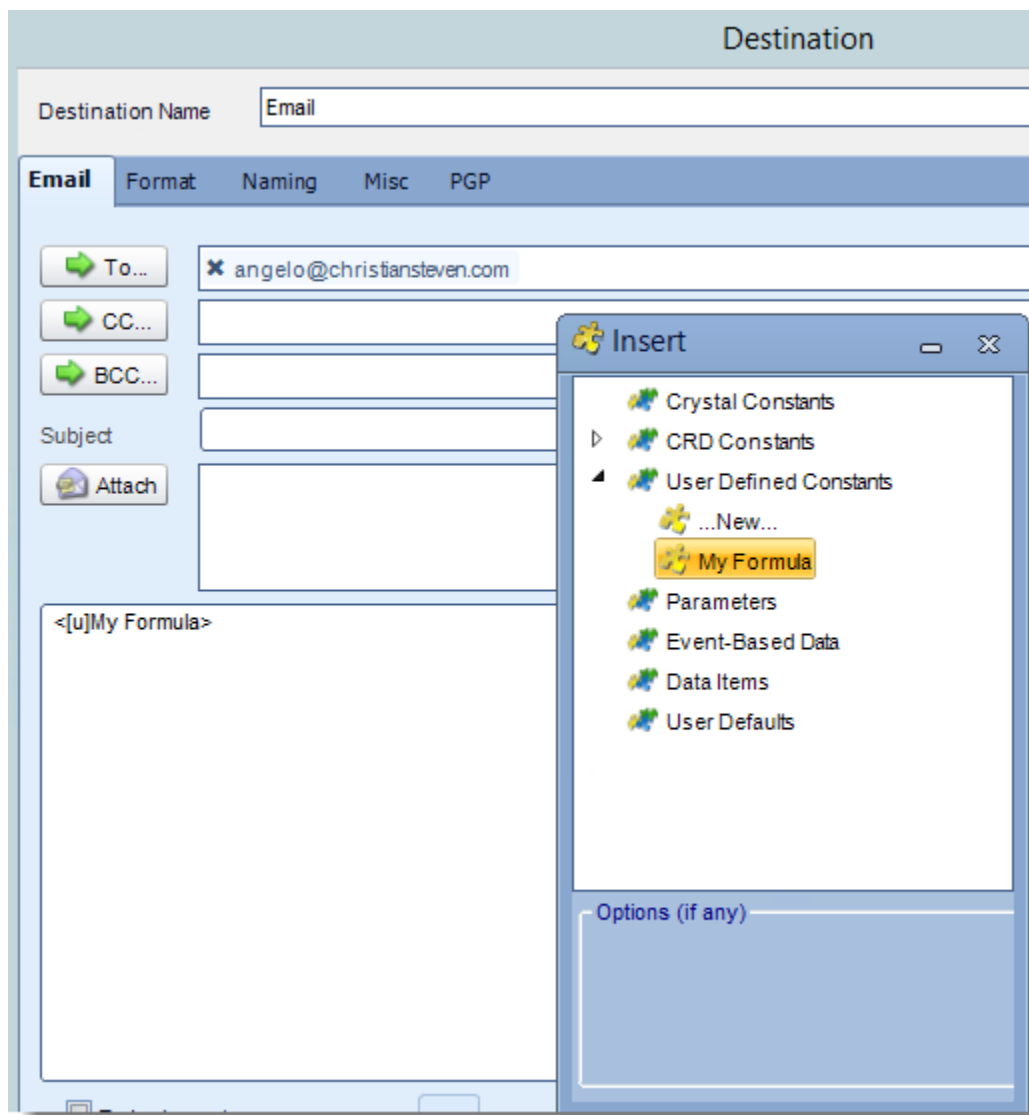 Destination
Destination Name
Email
Email Format Naming Misc PGP
To...
angelo@christiansteven.com
CC...
BCC...
Subject
Attach
<[u]My Formula>
Insert
Crystal Constants
CRD Constants
User Defined Constants
...New...
My Formula
Parameters
Event-Based Data
Data Items
User Defaults
Options (if any)